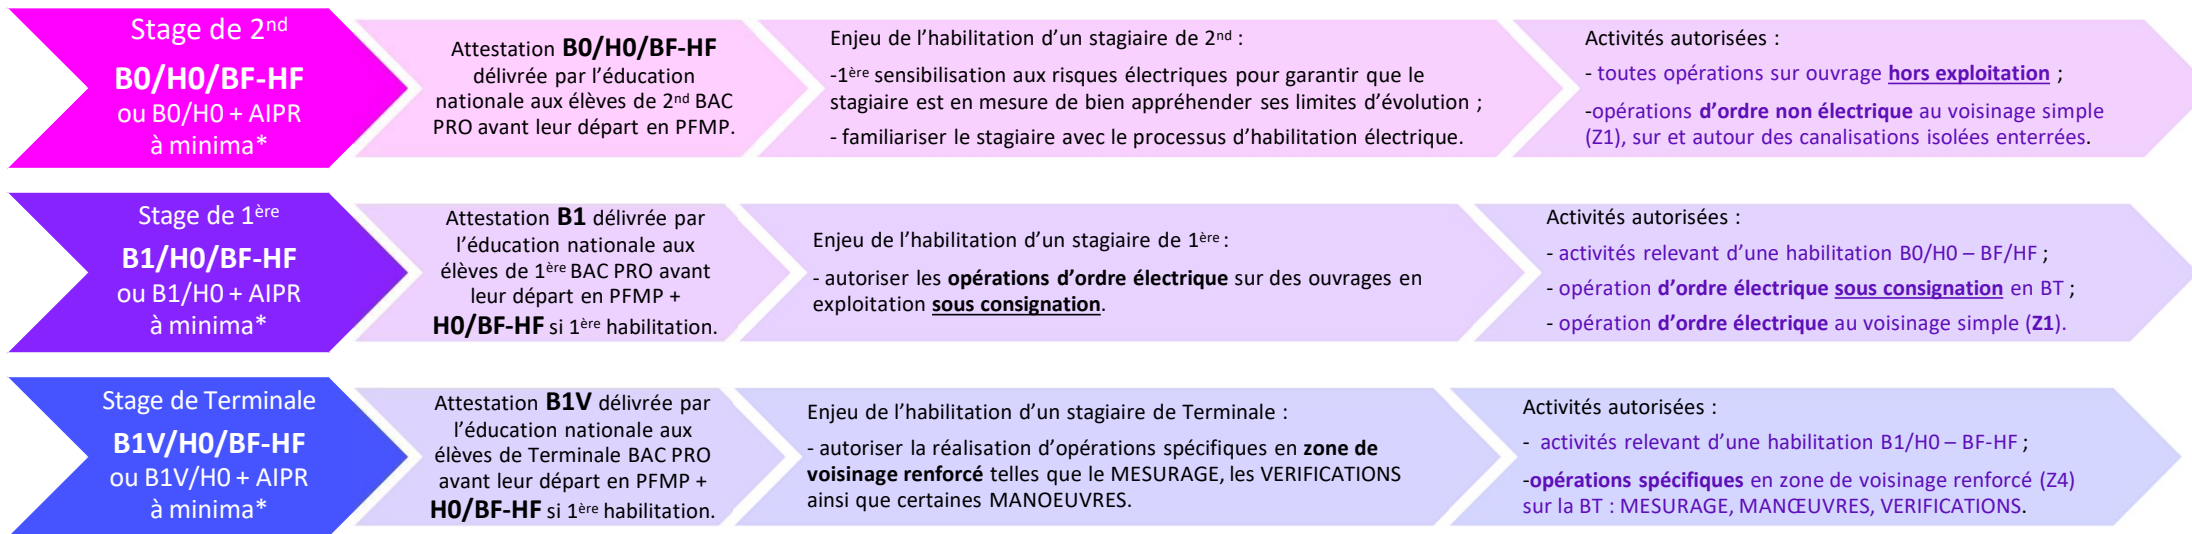 Stage de 2nd
B0/H0/BF-HF
ou B0/H0 + AIPR
à minima*
Attestation B0/H0/BF-HF
délivrée par l’éducation
nationale aux élèves de 2nd BAC
PRO avant leur départ en PFMP.
Enjeu de l’habilitation d’un stagiaire de 2nd :
-1ère sensibilisation aux risques électriques pour garantir que le
stagiaire est en mesure de bien appréhender ses limites d’évolution ;
- familiariser le stagiaire avec le processus d’habilitation électrique.
Activités autorisées :
- toutes opérations sur ouvrage hors exploitation ;
-opérations d’ordre non électrique au voisinage simple
(Z1), sur et autour des canalisations isolées enterrées.
Stage de 1ère
B1/H0/BF-HF
ou B1/H0 + AIPR
à minima*
Attestation B1 délivrée par
l’éducation nationale aux
élèves de 1ère BAC PRO avant
leur départ en PFMP +
H0/BF-HF si 1ère habilitation.
Enjeu de l’habilitation d’un stagiaire de 1ère :
- autoriser les opérations d’ordre électrique sur des ouvrages en
exploitation sous consignation.
Activités autorisées :
- activités relevant d’une habilitation B0/H0 – BF/HF ;
- opération d’ordre électrique sous consignation en BT ;
- opération d’ordre électrique au voisinage simple (Z1).
Stage de Terminale
B1V/H0/BF-HF
ou B1V/H0 + AIPR
à minima*
Attestation B1V délivrée par
l’éducation nationale aux
élèves de Terminale BAC PRO
avant leur départ en PFMP +
H0/BF-HF si 1ère habilitation.
Enjeu de l’habilitation d’un stagiaire de Terminale :
- autoriser la réalisation d’opérations spécifiques en zone de
voisinage renforcé telles que le MESURAGE, les VERIFICATIONS
ainsi que certaines MANOEUVRES.
Activités autorisées :
- activités relevant d’une habilitation B1/H0 – BF-HF ;
-opérations spécifiques en zone de voisinage renforcé (Z4)
sur la BT : MESURAGE, MANŒUVRES, VERIFICATIONS.